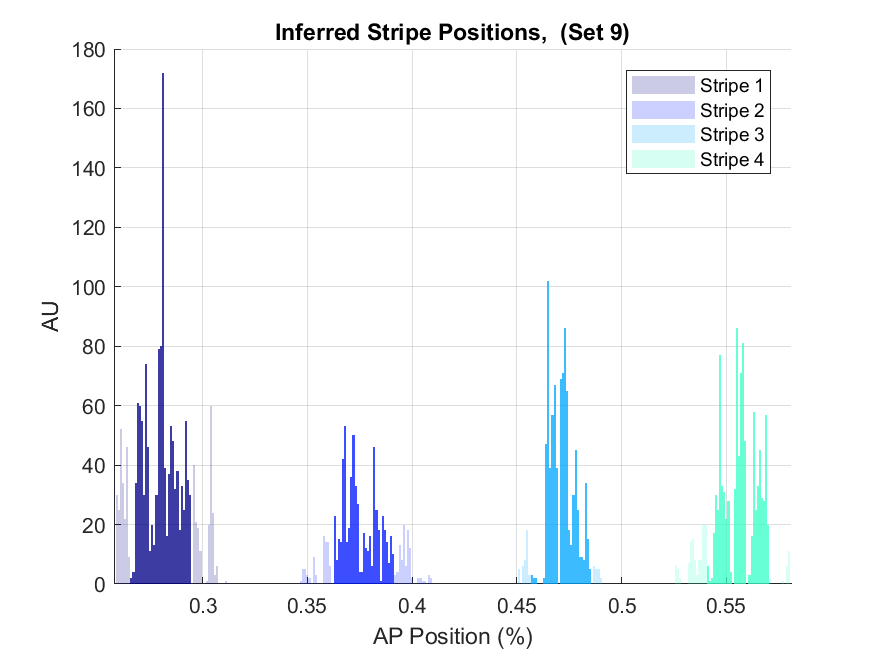 Inferred Stripe Positions,  (Set 9)
180
160
140
120
100
80
60
40
20
0
AU
Stripe 1
Stripe 2
Stripe 3
Stripe 4
0.3
0.35
0.4
0.45
0.5
0.55
AP Position (%)